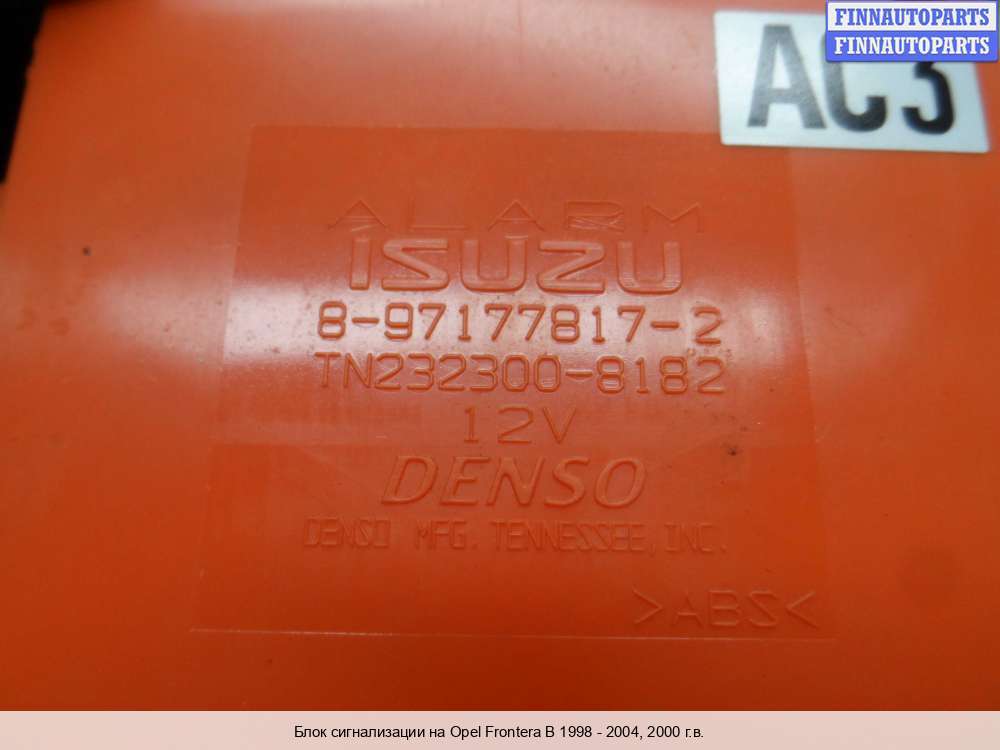 FINNAUTOPARTS
FINNAUTOPARTS
AC3
ALARM
ISUZU
8-97177817-2
TN232300-8182
12V
DENSO
DENSO MFG. TENNESSEE, INC.
>ABS<
Блок сигнализации на Opel Frontera B 1998 - 2004, 2000 г.в.